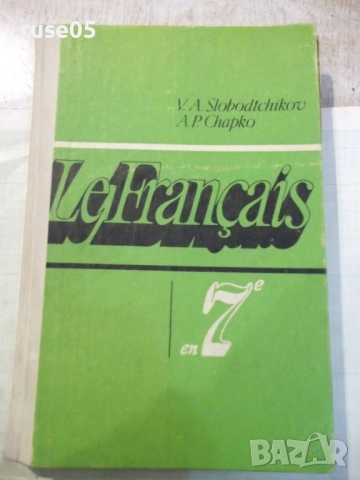 ruse05
V. A. Slobodtchikov
A. P. Chapko
Le Français
en 7e
BAZAR
bg